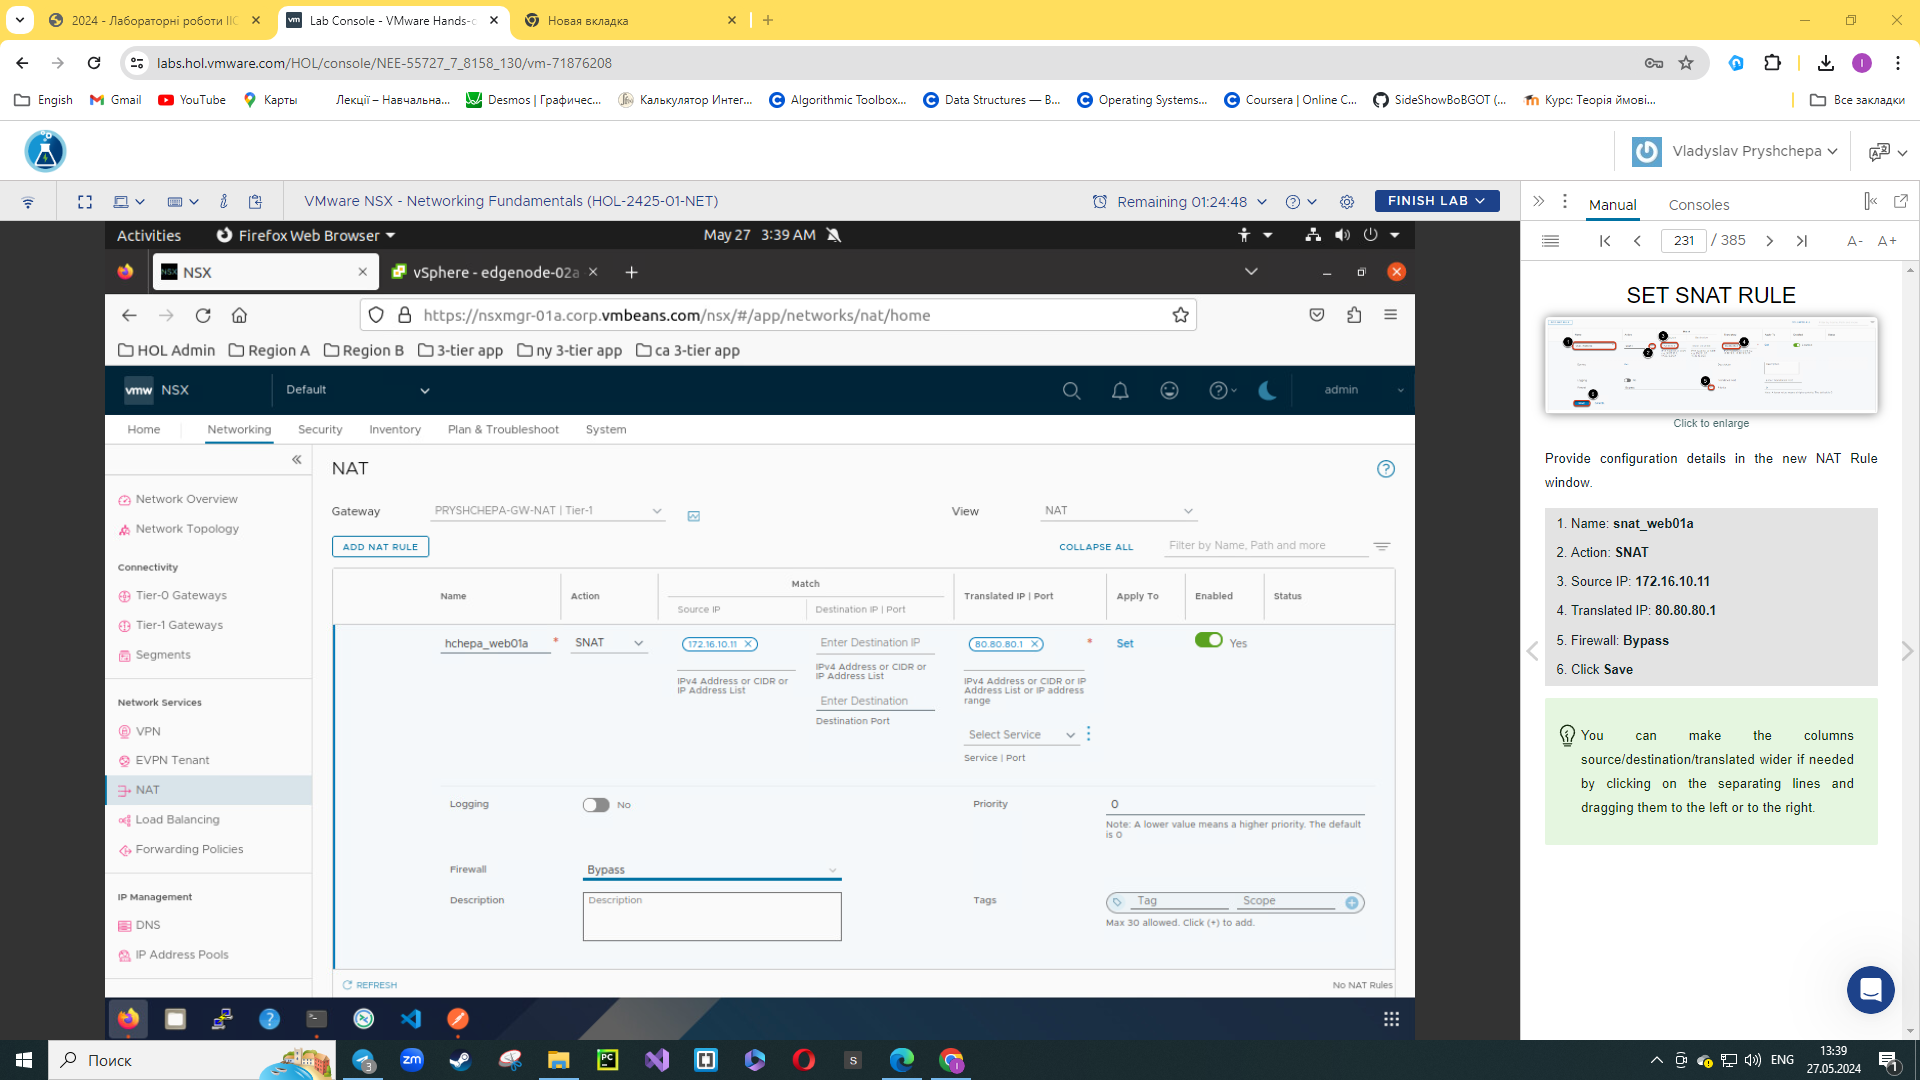 2024 - Лабораторні роботи ІІС
Lab Console - VMware Hands-o
Новая вкладка
labs.hol.vmware.com/HOL/console/NEE-55727_7_8158_130/vm-71876208
Engish
Gmail
YouTube
Карты
Лекції – Навчальна...
Desmos | Графичес...
Калькулятор Интег...
Algorithmic Toolbox...
Data Structures — B...
Operating Systems...
Coursera | Online C...
SideShowBoBGOT (...
Курс: Теорія ймові...
Все закладки
Vladyslav Pryshchepa
VMware NSX - Networking Fundamentals (HOL-2425-01-NET)
Remaining 01:24:48
FINISH LAB
Manual
Consoles
231 / 385
A- A+
Activities
Firefox Web Browser
May 27 3:39 AM
NSX
vSphere - edgenode-02a
https://nsxmgr-01a.corp.vmbeans.com/nsx/#/app/networks/nat/home
HOL Admin
Region A
Region B
3-tier app
ny 3-tier app
ca 3-tier app
vmw NSX
Default
admin
Home
Networking
Security
Inventory
Plan & Troubleshoot
System
Network Overview
Network Topology
Connectivity
Tier-0 Gateways
Tier-1 Gateways
Segments
Network Services
VPN
EVPN Tenant
NAT
Load Balancing
Forwarding Policies
IP Management
DNS
IP Address Pools
NAT
Gateway
PRYSHCHEPA-GW-NAT | Tier-1
View
NAT
ADD NAT RULE
COLLAPSE ALL
Filter by Name, Path and more
Name
Action
Match
Source IP
Destination IP | Port
Translated IP | Port
Apply To
Enabled
Status
hchepa_web01a *
SNAT
172.16.10.11
IPv4 Address or CIDR or
IP Address List
Enter Destination IP
IPv4 Address or CIDR or
IP Address List
Enter Destination
Destination Port
80.80.80.1 *
IPv4 Address or CIDR or IP
Address List or IP address
range
Select Service
Service | Port
Set
Yes
Logging
No
Priority
0
Note: A lower value means a higher priority. The default
is 0
Firewall
Bypass
Description
Description
Tags
Tag
Scope
Max 30 allowed. Click (+) to add.
REFRESH
No NAT Rules
SET SNAT RULE
Click to enlarge
Provide configuration details in the new NAT Rule
window.
1. Name: snat_web01a
2. Action: SNAT
3. Source IP: 172.16.10.11
4. Translated IP: 80.80.80.1
5. Firewall: Bypass
6. Click Save
You can make the columns
source/destination/translated wider if needed
by clicking on the separating lines and
dragging them to the left or to the right.
Поиск
ENG
13:39
27.05.2024